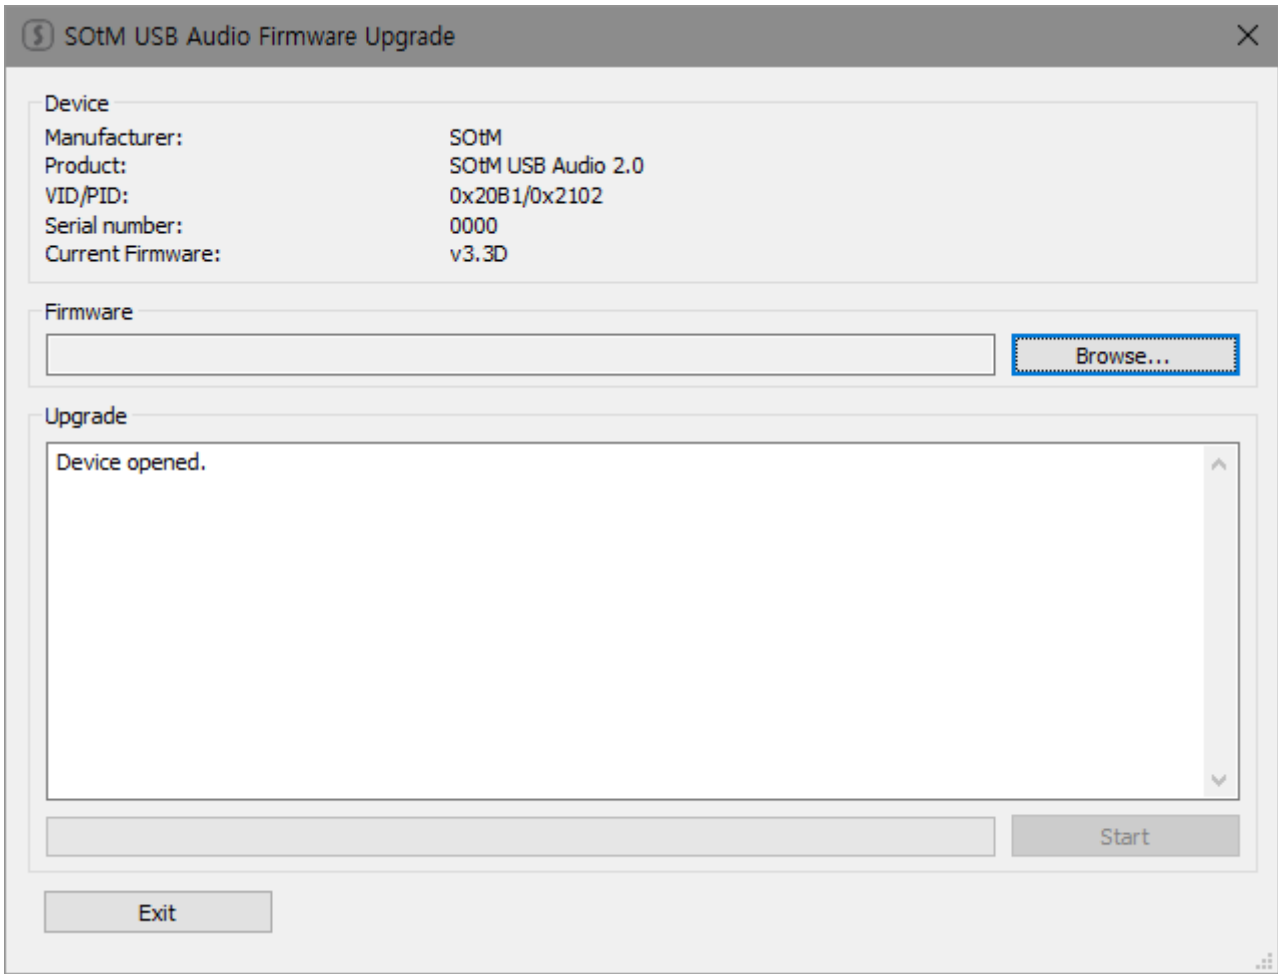 SOtM USB Audio Firmware Upgrade
Device
Manufacturer: SOtM
Product: SOtM USB Audio 2.0
VID/PID: 0x20B1/0x2102
Serial number: 0000
Current Firmware: v3.3D
Firmware
Browse...
Upgrade
Device opened.
Start
Exit